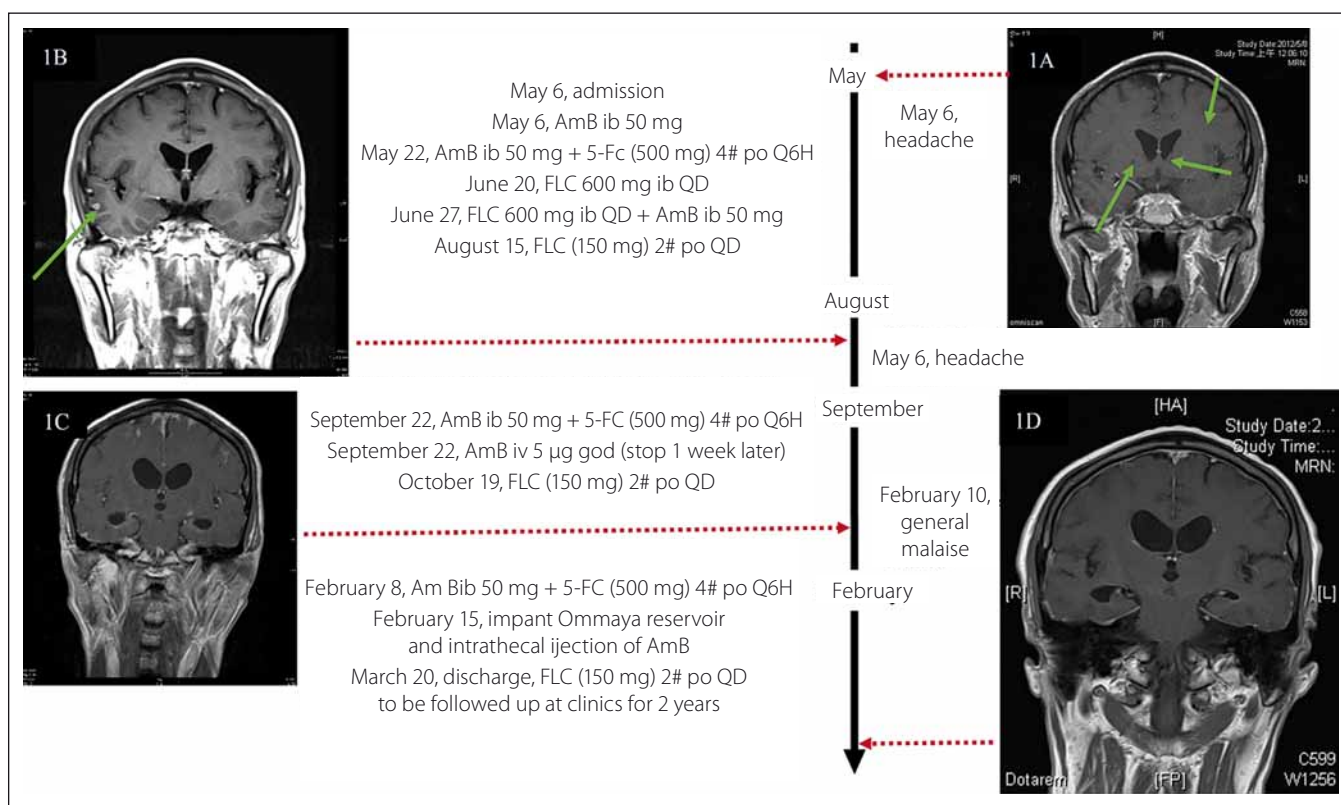 1B
May 6, admission
May 6, AmB ib 50 mg
May 22, AmB ib 50 mg + 5-Fc (500 mg) 4# po Q6H
June 20, FLC 600 mg ib QD
June 27, FLC 600 mg ib QD + AmB ib 50 mg
August 15, FLC (150 mg) 2# po QD
May
May 6,
headache
1A
[H]
Study Date:2012/5/8
Study Time:上午 12:06:10
MRN:
[R]
[L]
omniscan
[F]
C558
W1153
August
May 6, headache
1C
September 22, AmB ib 50 mg + 5-FC (500 mg) 4# po Q6H
September 22, AmB iv 5 µg god (stop 1 week later)
October 19, FLC (150 mg) 2# po QD
September
February 10,
general
malaise
February 8, Am Bib 50 mg + 5-FC (500 mg) 4# po Q6H
February 15, impant Ommaya reservoir
and intrathecal ijection of AmB
March 20, discharge, FLC (150 mg) 2# po QD
to be followed up at clinics for 2 years
February
1D
[HA]
Study Date:2...
Study Time:...
MRN:
[R]
[L]
Dotarem
[FP]
C599
W1256